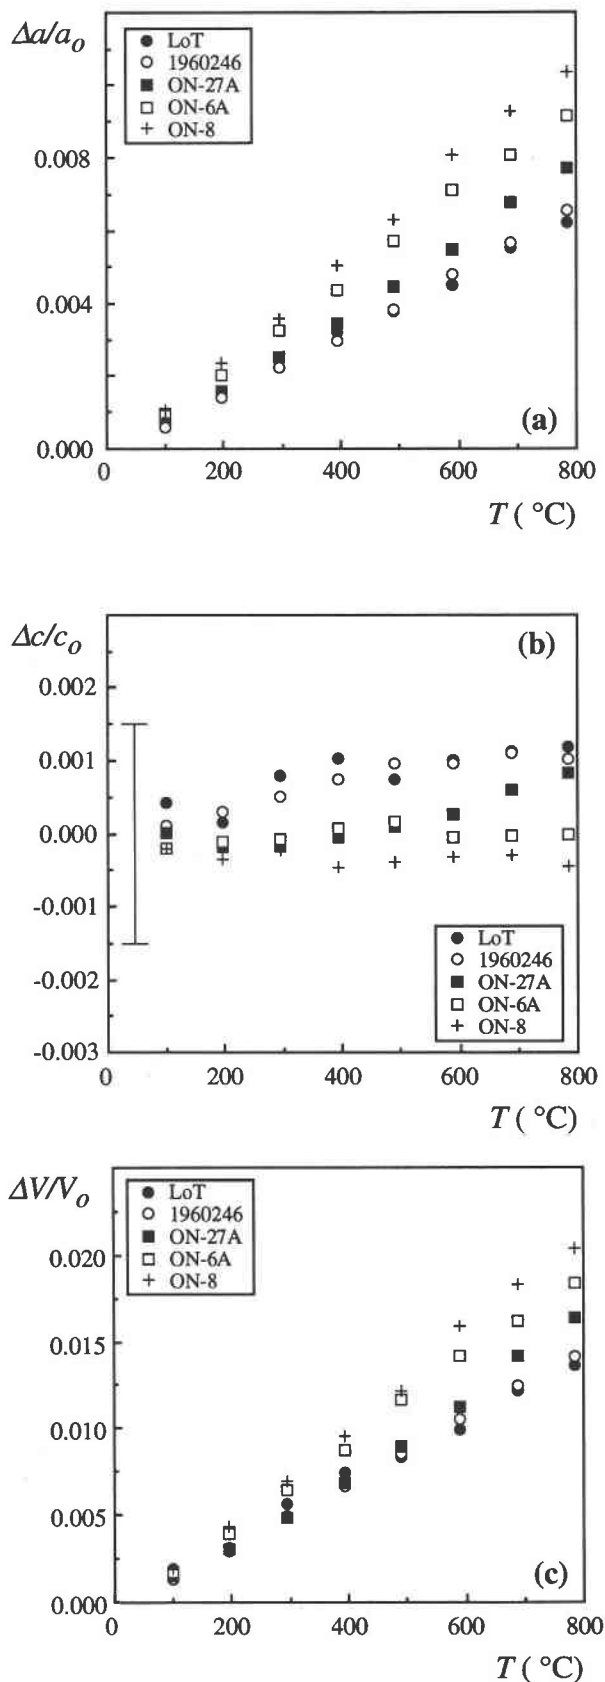 Δa/a₀
LoT
1960246
ON-27A
ON-6A
ON-8
0.008
0.004
0.000
(a)
0 200 400 600 800
T ( °C)
Δc/c₀
(b)
0.002
0.001
0.000
-0.001
-0.002
-0.003
LoT
1960246
ON-27A
ON-6A
ON-8
0 200 400 600 800
T ( °C)
ΔV/V₀
LoT
1960246
ON-27A
ON-6A
ON-8
0.020
0.015
0.010
0.005
0.000
(c)
0 200 400 600 800
T ( °C)